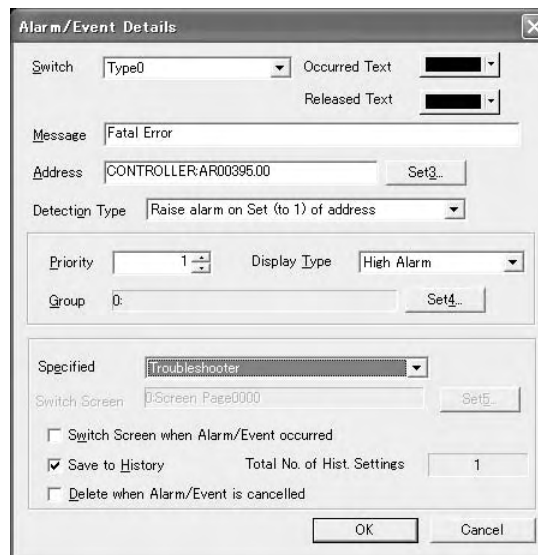 Alarm/Event Details
Switch Type0 Occurred Text
Released Text
Message Fatal Error
Address CONTROLLER:AR00395.00 Set3...
Detection Type Raise alarm on Set (to 1) of address
Priority 1 Display Type High Alarm
Group 0: Set4...
Specified Troubleshooter
Switch Screen 0:Screen Page0000 Set5...
Switch Screen when Alarm/Event occurred
Save to History Total No. of Hist. Settings 1
Delete when Alarm/Event is cancelled
OK Cancel